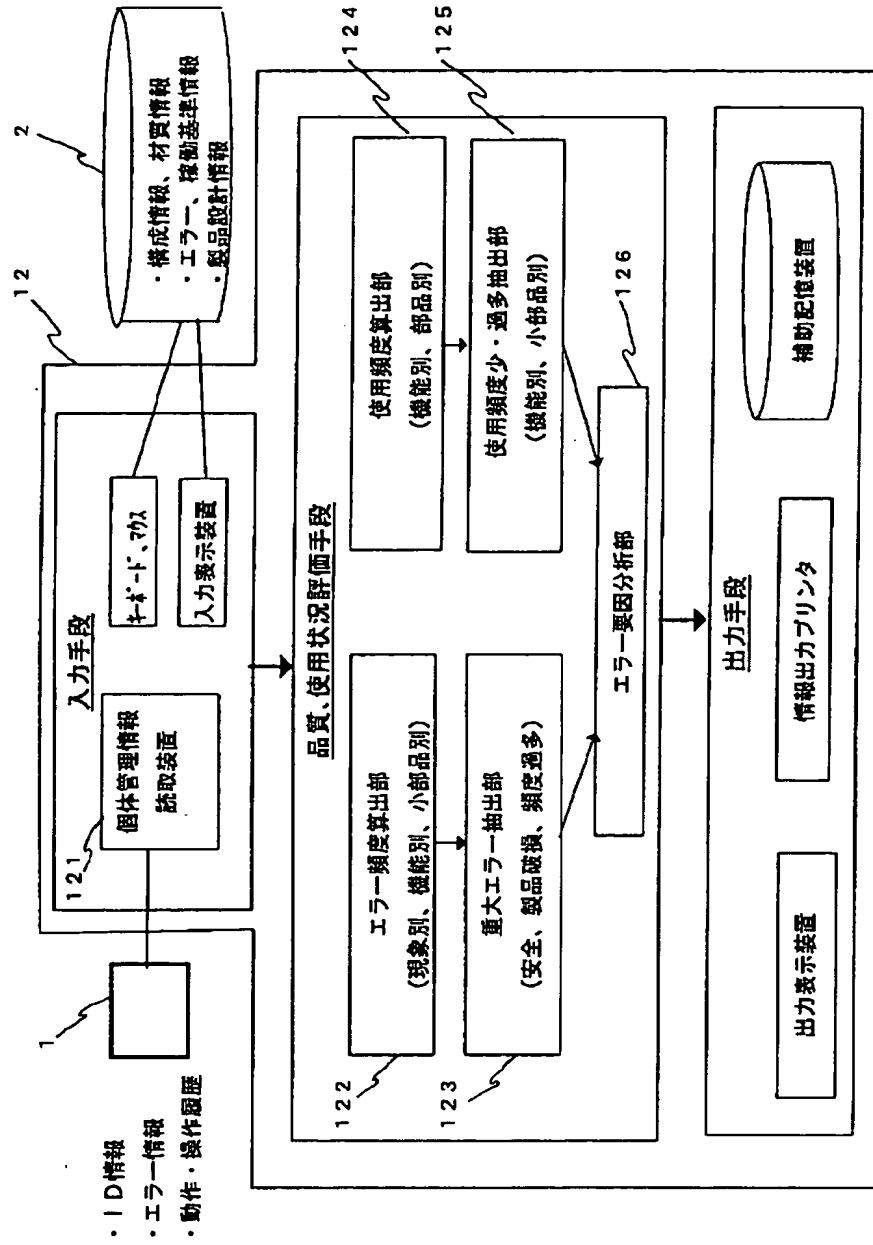 1
・ID情報
・エラー情報
・動作・操作履歴
12
2
・構成情報、材質情報
・エラー、稼働基準情報
・製品設計情報
入力手段
121
個体管理情報
読取装置
キーボード、マウス
入力表示装置
品質、使用状況評価手段
122
エラー頻度算出部
(現象別、機能別、小部品別)
123
重大エラー抽出部
(安全、製品破損、頻度過多)
124
使用頻度算出部
(機能別、部品別)
125
使用頻度少・過多抽出部
(機能別、小部品別)
126
エラー要因分析部
出力手段
出力表示装置
情報出力プリンタ
補助記憶装置